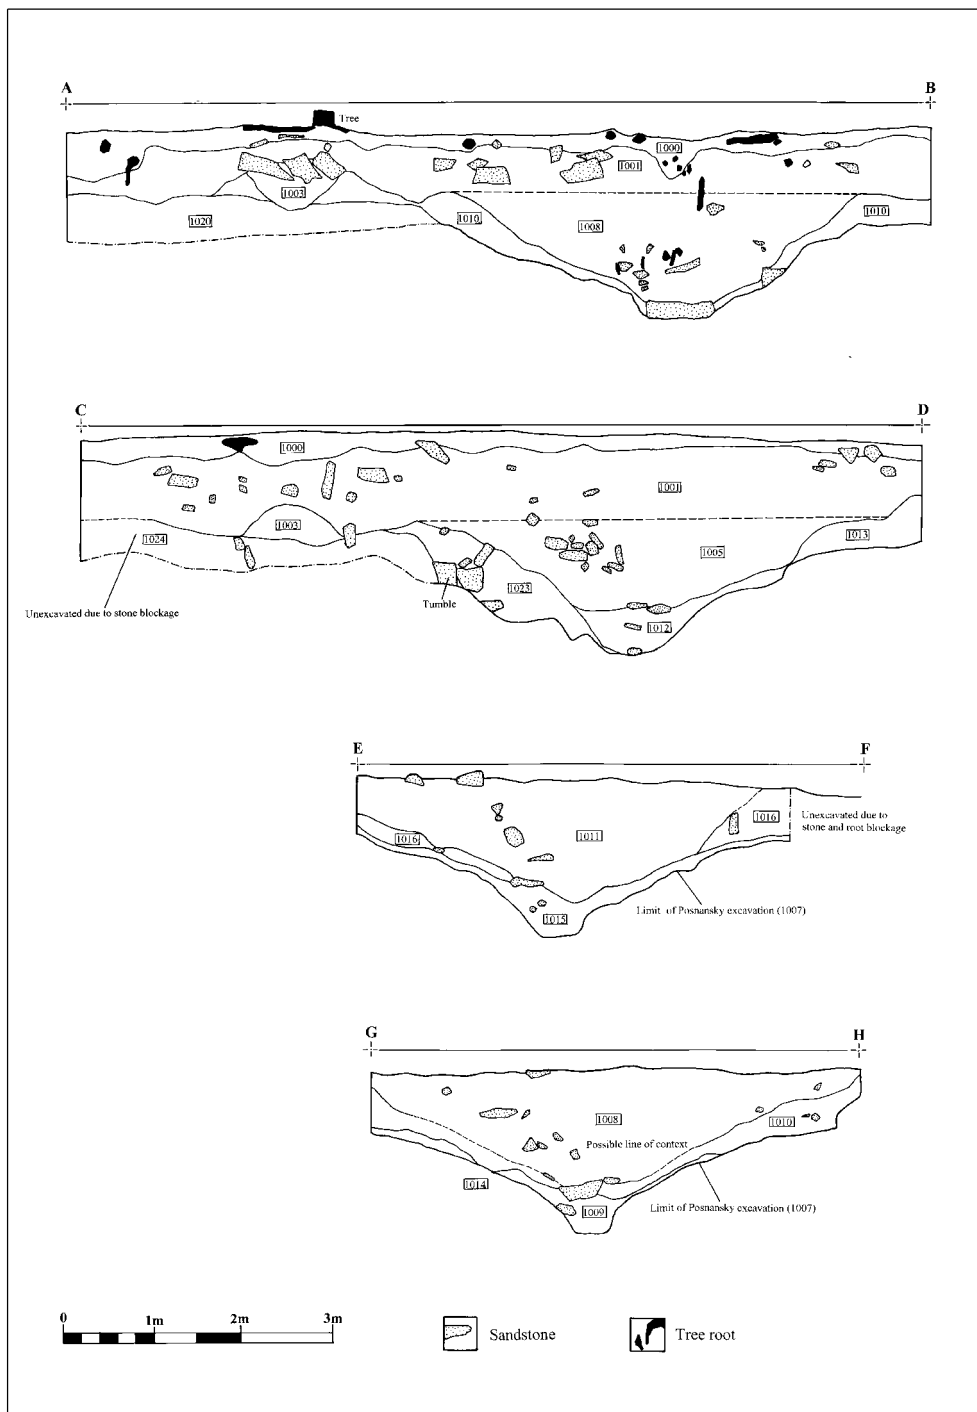 A B
Tree
1000
1001
1003
1020
1010
1008
1010
C D
1000
1001
1003
1024
1005
1013
1023
Unexcavated due to stone blockage
Tumble
1012
E F
1016
1011
1016
Unexcavated due to
stone and root blockage
Limit of Posnansky excavation (1007)
1015
G H
1008
1010
Possible line of context
1014
1009
Limit of Posnansky excavation (1007)
0 1m 2m 3m
Sandstone
Tree root